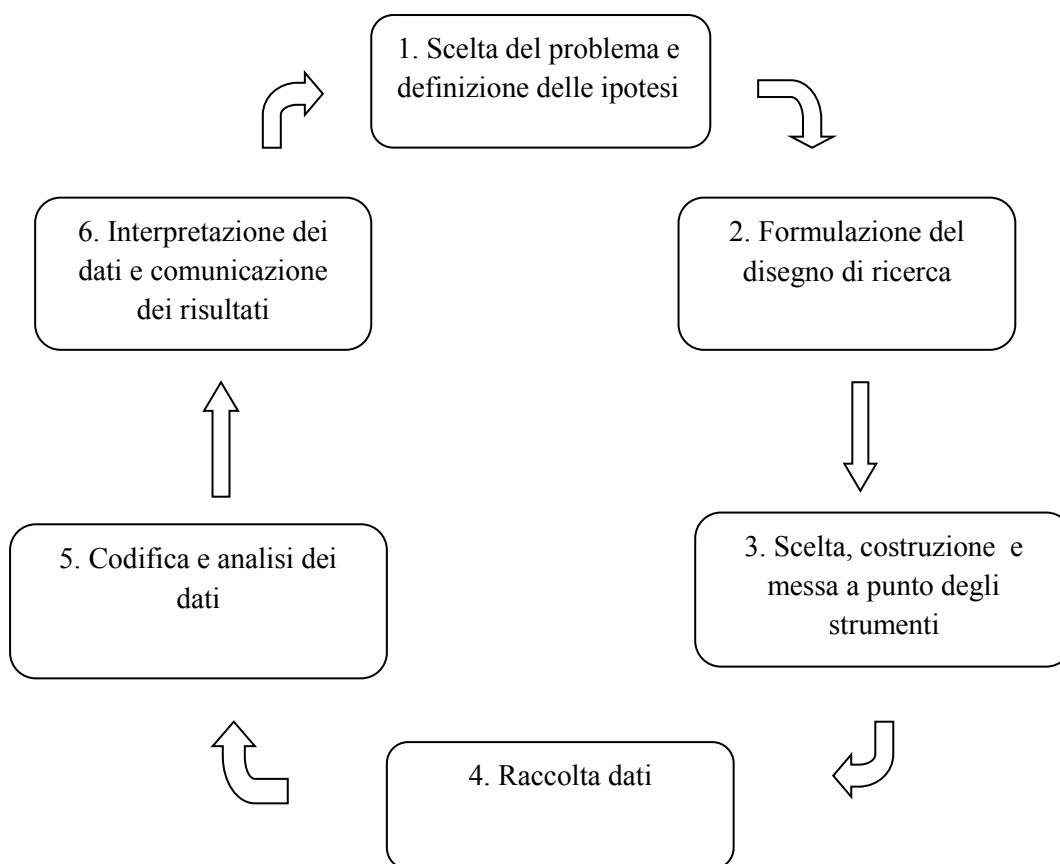 1. Scelta del problema e
definizione delle ipotesi
2. Formulazione del
disegno di ricerca
3. Scelta, costruzione  e
messa a punto degli
strumenti
4. Raccolta dati
5. Codifica e analisi dei
dati
6. Interpretazione dei
dati e comunicazione
dei risultati